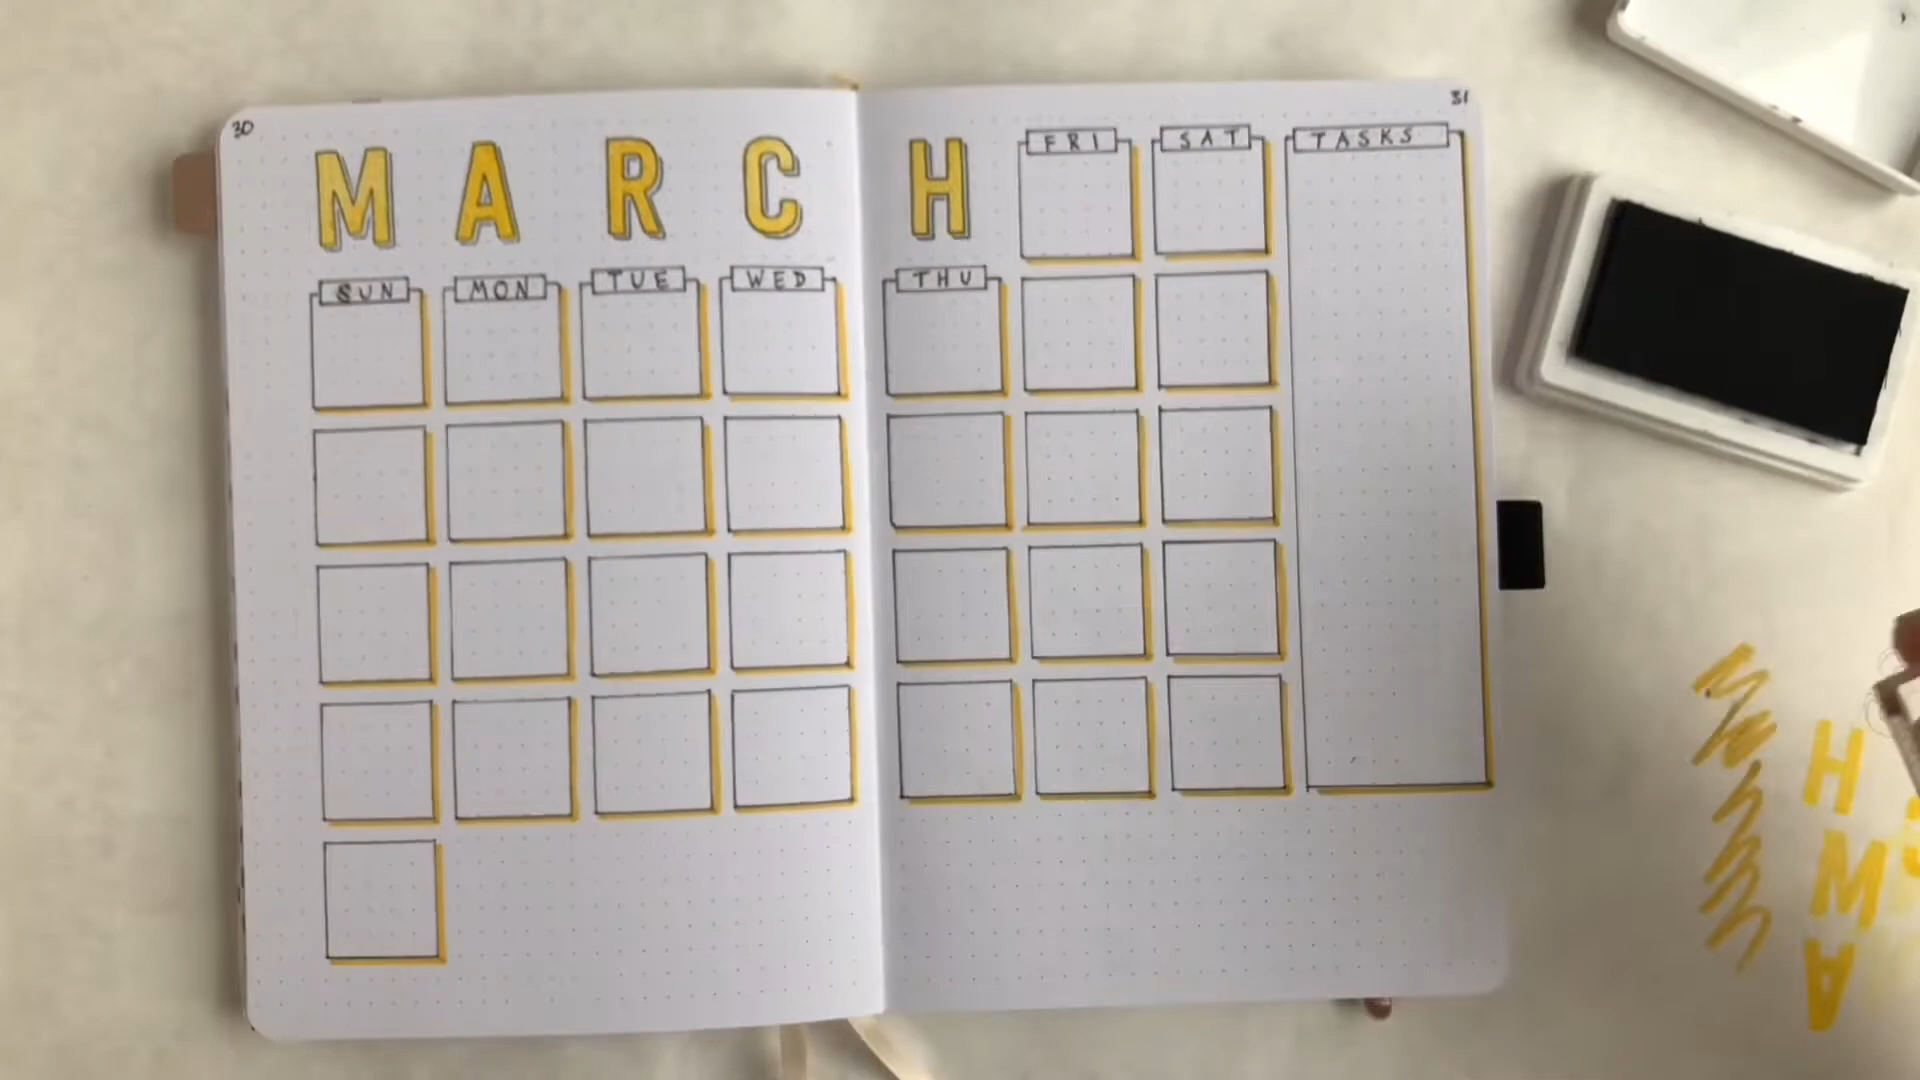 30
31
MARCH
FRI SAT TASKS
SUN MON TUE WED THU
H
M
A